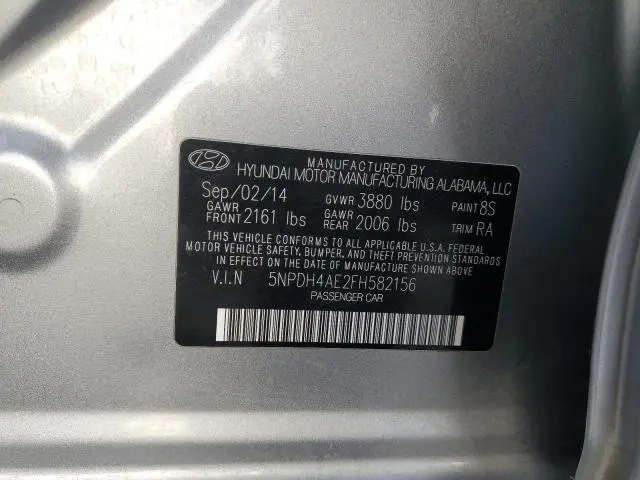 MANUFACTURED BY
HYUNDAI MOTOR MANUFACTURING ALABAMA, LLC
Sep/02/14 GVWR 3880 lbs PAINT 8S
GAWR FRONT 2161 lbs GAWR REAR 2006 lbs TRIM RA
THIS VEHICLE CONFORMS TO ALL APPLICABLE U.S.A. FEDERAL
MOTOR VEHICLE SAFETY, BUMPER, AND THEFT PREVENTION STANDARDS
IN EFFECT ON THE DATE OF MANUFACTURE SHOWN ABOVE.
V.I.N 5NPDH4AE2FH582156
PASSENGER CAR